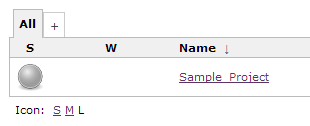 All +
S W Name ↓
Sample_Project
Icon: S M L